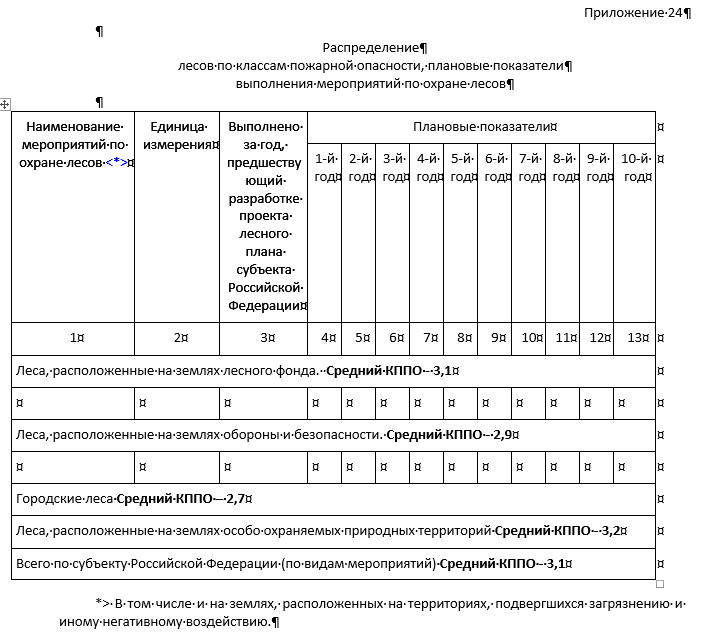 Приложение 24
Распределение
лесов по классам пожарной опасности, плановые показатели
выполнения мероприятий по охране лесов
Наименование
мероприятий по
охране лесов <*>
Единица
измерения
Выполнено
за год,
предшеству
ющий
разработке
проекта
лесного
плана
субъекта
Российской
Федерации
Плановые показатели
1-й год
2-й год
3-й год
4-й год
5-й год
6-й год
7-й год
8-й год
9-й год
10-й год
1 2 3 4 5 6 7 8 9 10 11 12 13
Леса, расположенные на землях лесного фонда. Средний КППО - 3,1
Леса, расположенные на землях обороны и безопасности. Средний КППО - 2,9
Городские леса Средний КППО – 2,7
Леса, расположенные на землях особо охраняемых природных территорий Средний КППО – 3,2
Всего по субъекту Российской Федерации (по видам мероприятий) Средний КППО - 3,1
*> В том числе и на землях, расположенных на территориях, подвергшихся загрязнению и
иному негативному воздействию.